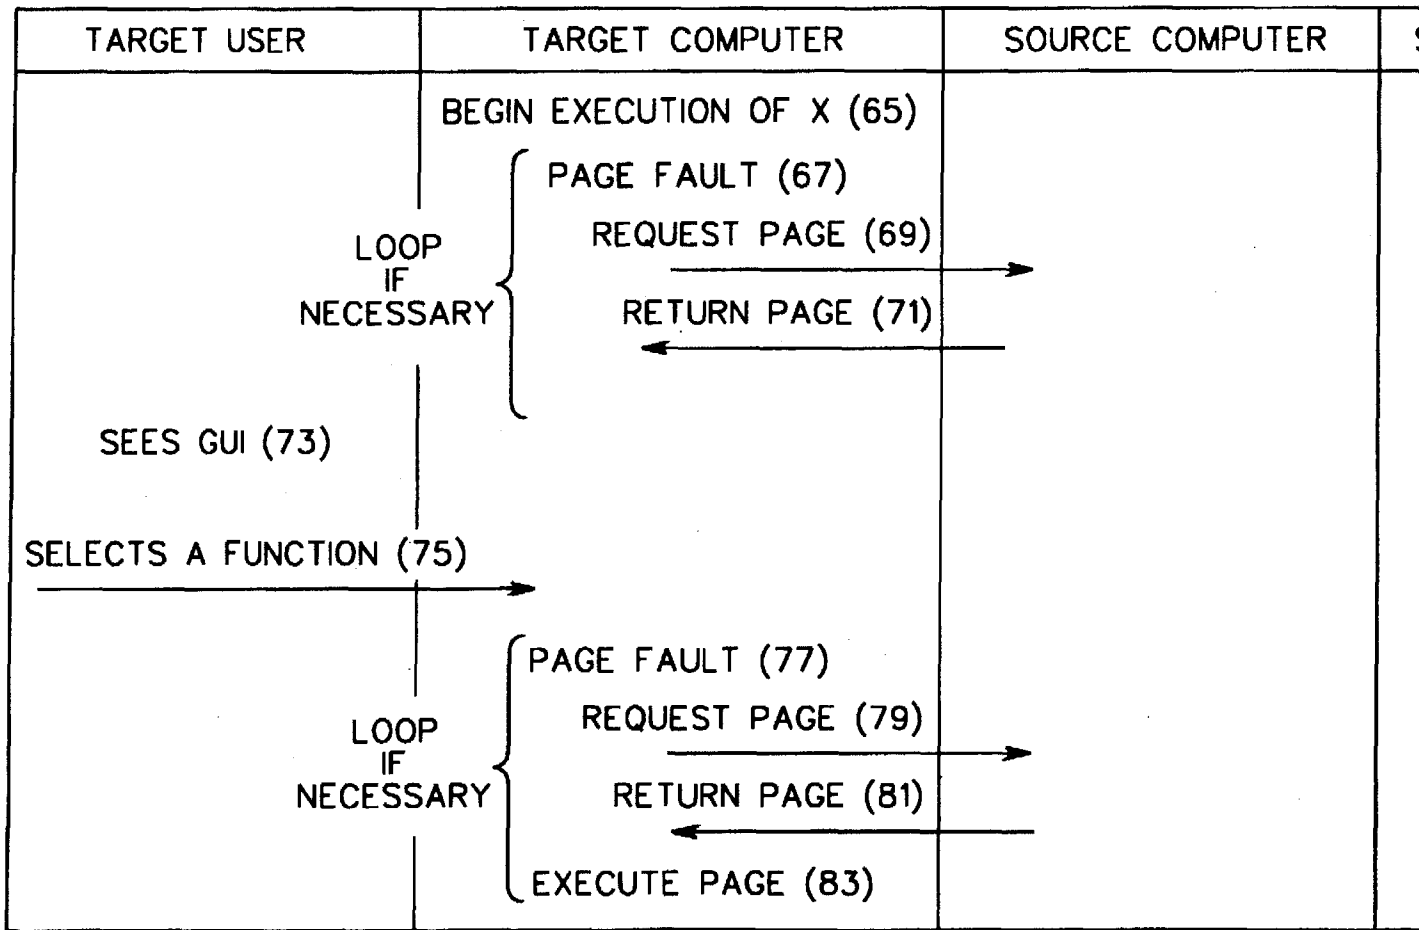 TARGET USER TARGET COMPUTER SOURCE COMPUTER
BEGIN EXECUTION OF X (65)
PAGE FAULT (67)
REQUEST PAGE (69)
LOOP
IF
NECESSARY
RETURN PAGE (71)
SEES GUI (73)
SELECTS A FUNCTION (75)
PAGE FAULT (77)
REQUEST PAGE (79)
LOOP
IF
NECESSARY
RETURN PAGE (81)
EXECUTE PAGE (83)